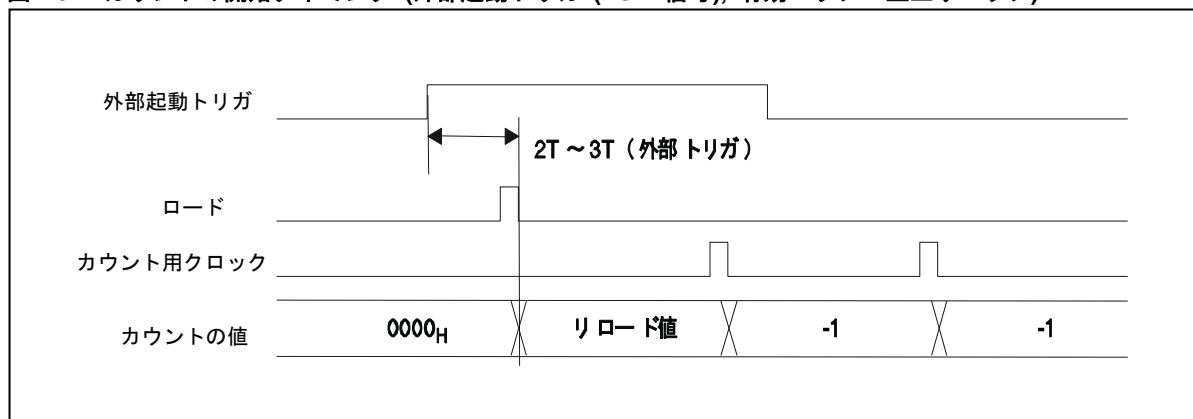 外部起動トリガ
2T ～ 3T ( 外部 トリガ )
ロード
カウント用クロック
カウントの値
0000H
リロード値
-1
-1